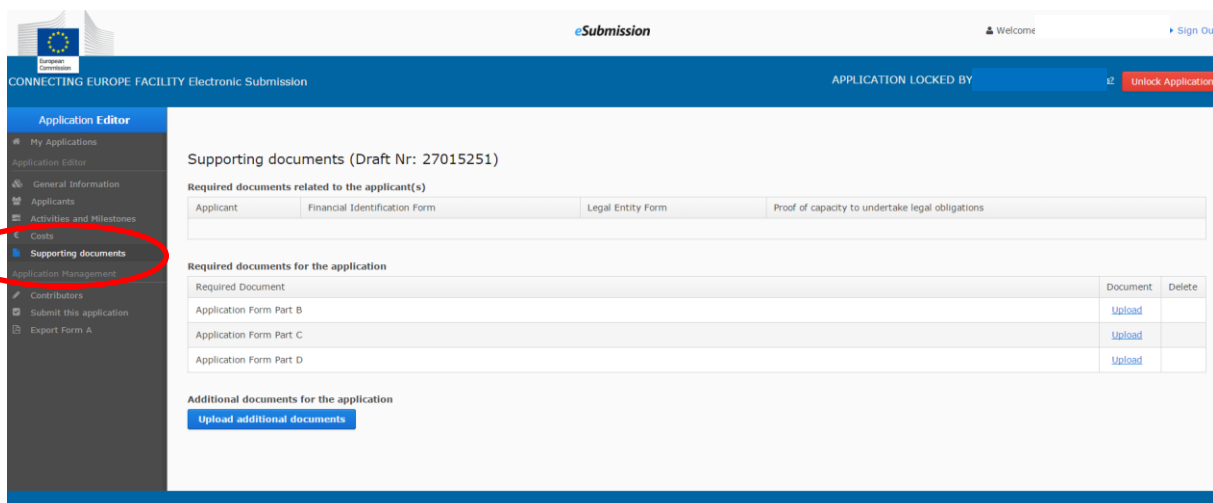 eSubmission
Welcome
Sign Ou
European
Commission
CONNECTING EUROPE FACILITY Electronic Submission
APPLICATION LOCKED BY
Unlock Application
Application Editor
My Applications
Application Editor
General Information
Applicants
Activities and Milestones
Costs
Supporting documents
Application Management
Contributors
Submit this application
Export Form A
Supporting documents (Draft Nr: 27015251)
Required documents related to the applicant(s)
Applicant Financial Identification Form Legal Entity Form Proof of capacity to undertake legal obligations
Required documents for the application
Required Document Document Delete
Application Form Part B Upload
Application Form Part C Upload
Application Form Part D Upload
Additional documents for the application
Upload additional documents